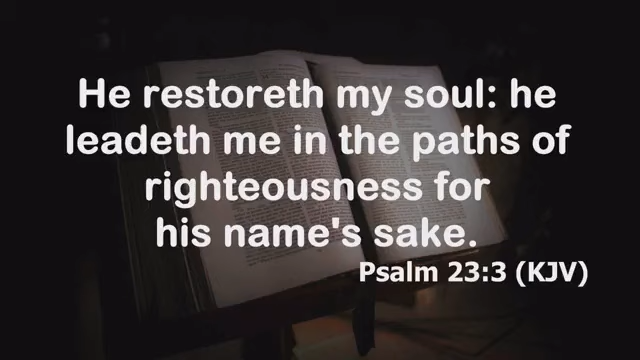 He restoreth my soul: he
leadeth me in the paths of
righteousness for
his name's sake.
Psalm 23:3 (KJV)